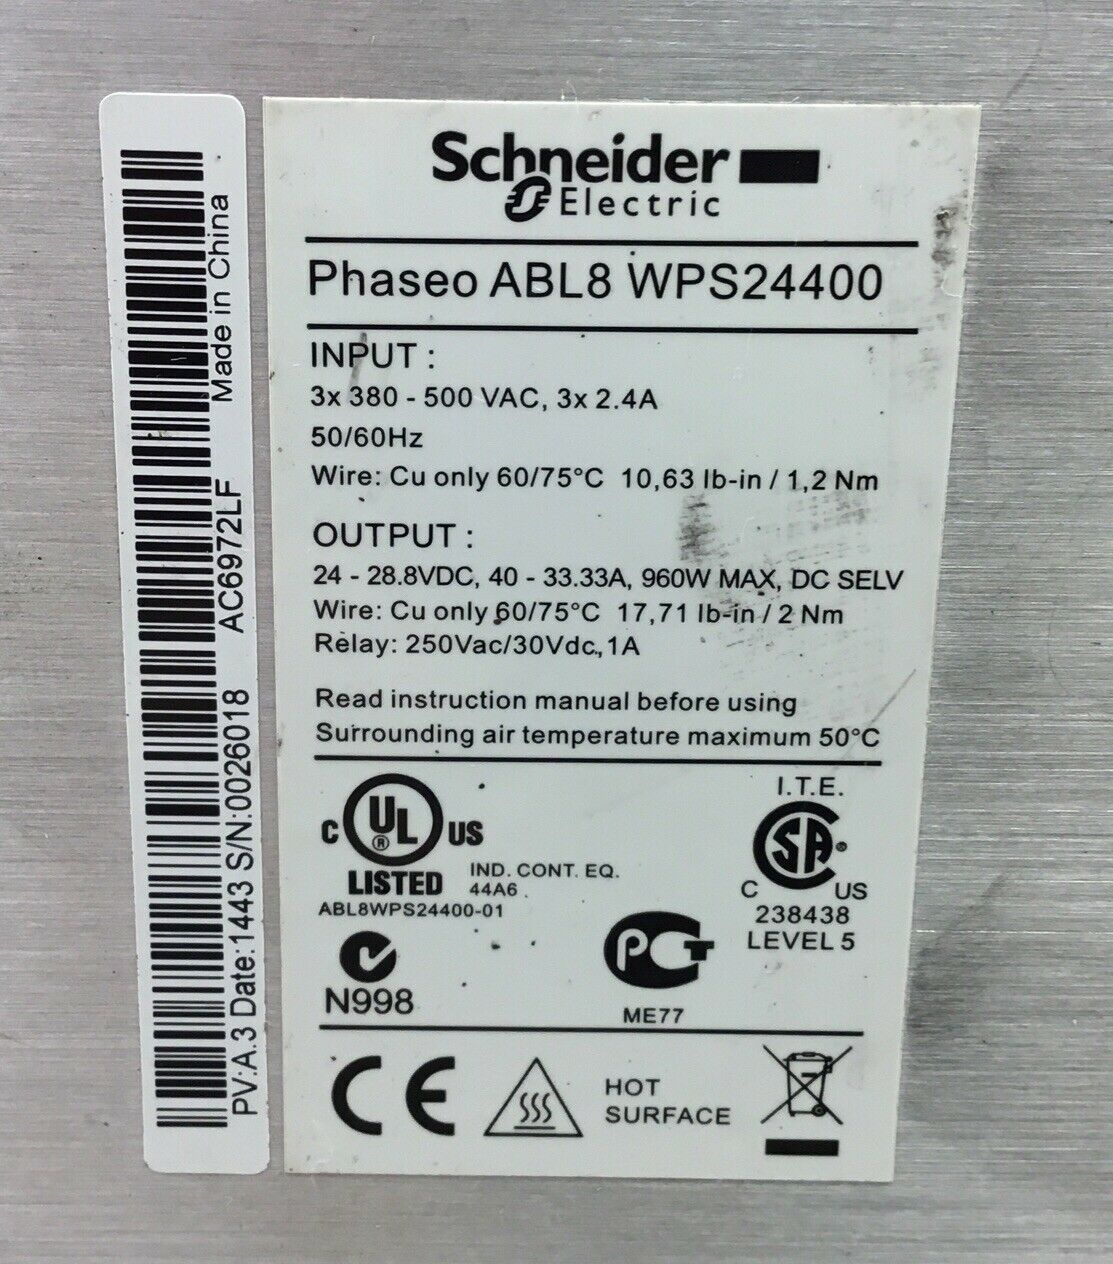 Schneider
Electric
Phaseo ABL8 WPS24400
INPUT :
3x 380 - 500 VAC, 3x 2.4A
50/60Hz
Wire: Cu only 60/75°C 10,63 lb-in / 1,2 Nm
OUTPUT :
24 - 28.8VDC, 40 - 33.33A, 960W MAX, DC SELV
Wire: Cu only 60/75°C 17,71 lb-in / 2 Nm
Relay: 250Vac/30Vdc, 1A
Read instruction manual before using
Surrounding air temperature maximum 50°C
C UL ® US
LISTED
IND. CONT. EQ.
44A6
ABL8WPS24400-01
I.T.E.
SA ®
C US
238438
LEVEL 5
N998
PCT
ME77
CE
HOT
SURFACE
PV:A.3 Date:1443 S/N:0026018 AC6972LF Made in China